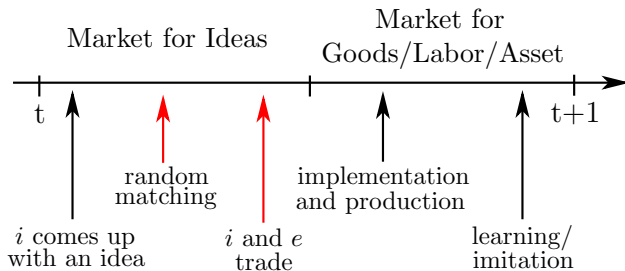 Market for Ideas
Market for
Goods/Labor/Asset
t
t+1
random
matching
implementation
and production
i comes up
with an idea
i and e
trade
learning/
imitation